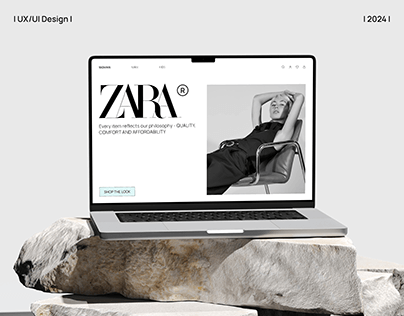 | UX/UI Design |
| 2024 |
ZARA®
Every item reflects our philosophy - QUALITY,
COMFORT AND AFFORDABILITY
SHOP THE LOOK